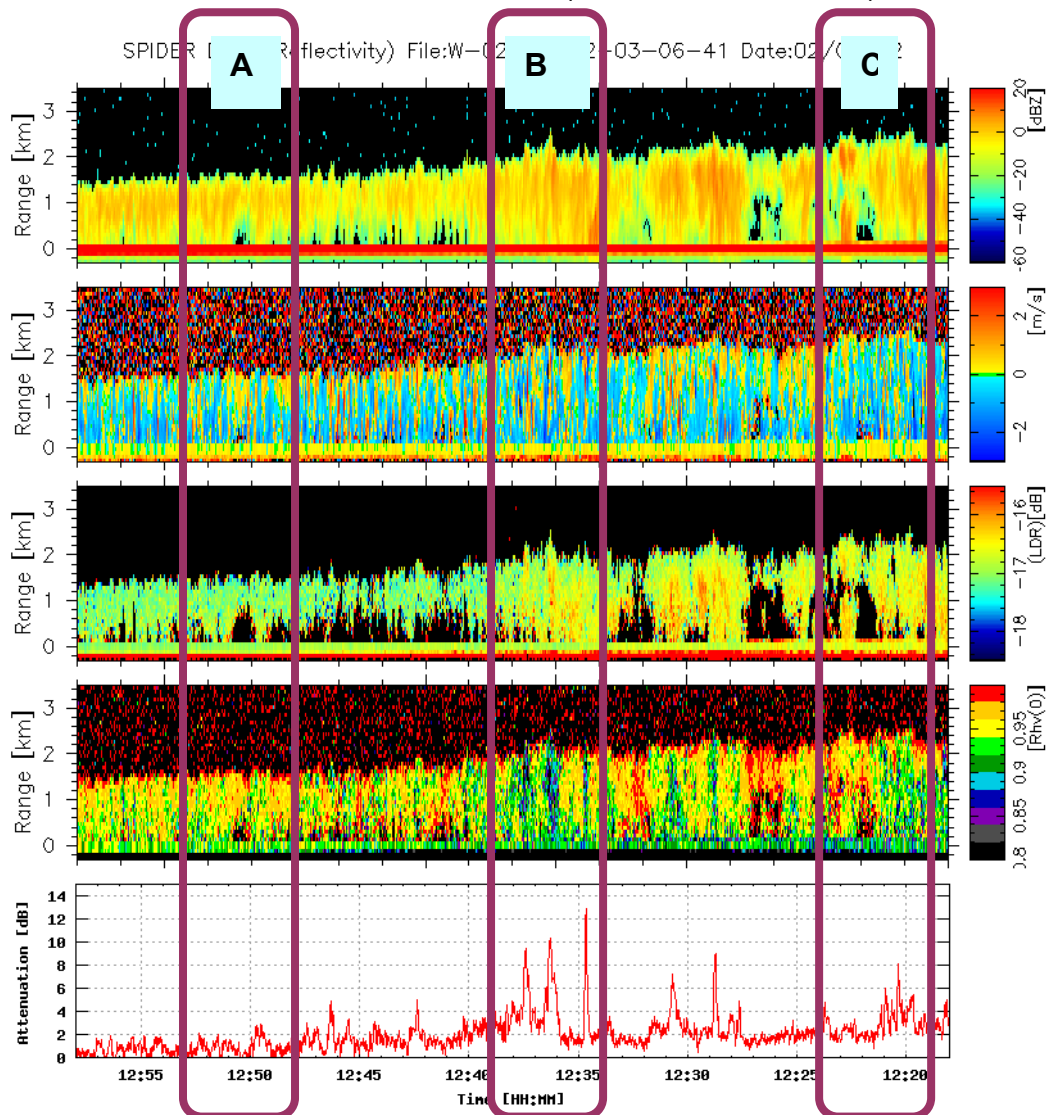 SPIDER flectivity) File:W-02 2-03-06-41 Date:02/
A
B
C
3
2
1
0
Range [km]
20
0
-20
-40
-60
[dBZ]
3
2
1
0
Range [km]
2
0
-2
[m/s]
3
2
1
0
Range [km]
-16
-17
-18
(LDR)[dB]
3
2
1
0
Range [km]
0.95
0.9
0.85
0.8
[Rhv(0)]
14
12
10
8
6
4
2
0
Attenuation [dB]
12:55 12:50 12:45 12:40 12:35 12:30 12:25 12:20
Time [HH:MM]